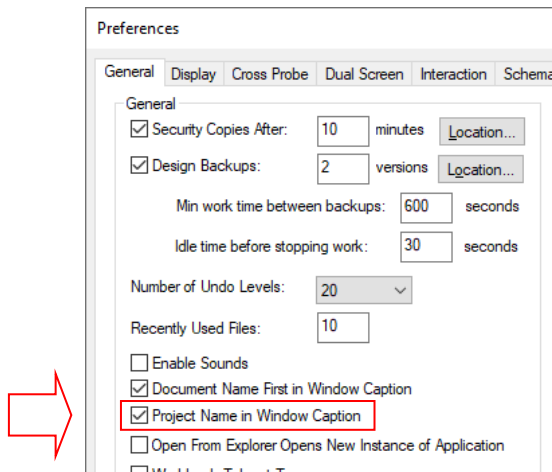 Preferences
General Display Cross Probe Dual Screen Interaction
General
Security Copies After: 10 minutes Location...
Design Backups: 2 versions Location...
Min work time between backups: 600 seconds
Idle time before stopping work: 30 seconds
Number of Undo Levels: 20
Recently Used Files: 10
Enable Sounds
Document Name First in Window Caption
Project Name in Window Caption
Open From Explorer Opens New Instance of Application